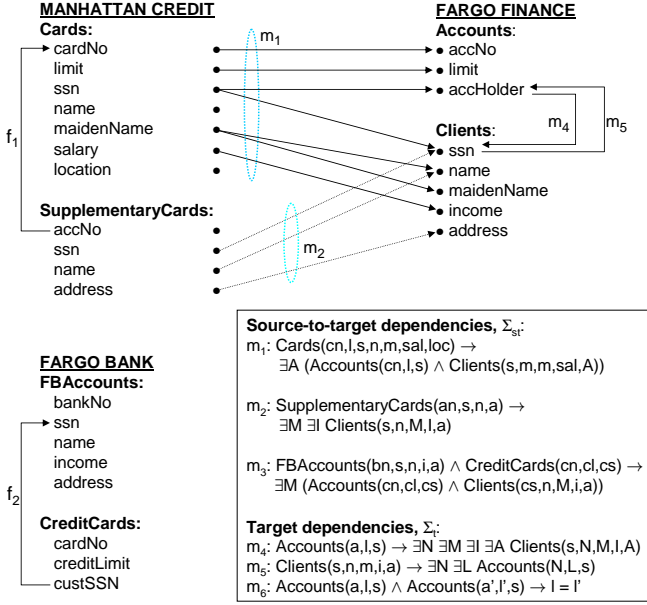 MANHATTAN CREDIT
Cards:
cardNo
limit
ssn
name
maidenName
salary
location
SupplementaryCards:
accNo
ssn
name
address
f1
m1
m2
FARGO FINANCE
Accounts:
accNo
limit
accHolder
m4
m5
Clients:
ssn
name
maidenName
income
address
FARGO BANK
FBAccounts:
bankNo
ssn
name
income
address
f2
CreditCards:
cardNo
creditLimit
custSSN
Source-to-target dependencies, Σst:
m1: Cards(cn,l,s,n,m,sal,loc) →
∃A (Accounts(cn,l,s) ∧ Clients(s,m,m,sal,A))
m2: SupplementaryCards(an,s,n,a) →
∃M ∃I Clients(s,n,M,I,a)
m3: FBAccounts(bn,s,n,i,a) ∧ CreditCards(cn,cl,cs) →
∃M (Accounts(cn,cl,cs) ∧ Clients(cs,n,M,i,a))
Target dependencies, Σt:
m4: Accounts(a,l,s) → ∃N ∃M ∃I ∃A Clients(s,N,M,I,A)
m5: Clients(s,n,m,i,a) → ∃N ∃L Accounts(N,L,s)
m6: Accounts(a,l,s) ∧ Accounts(a',l',s) → l = l'